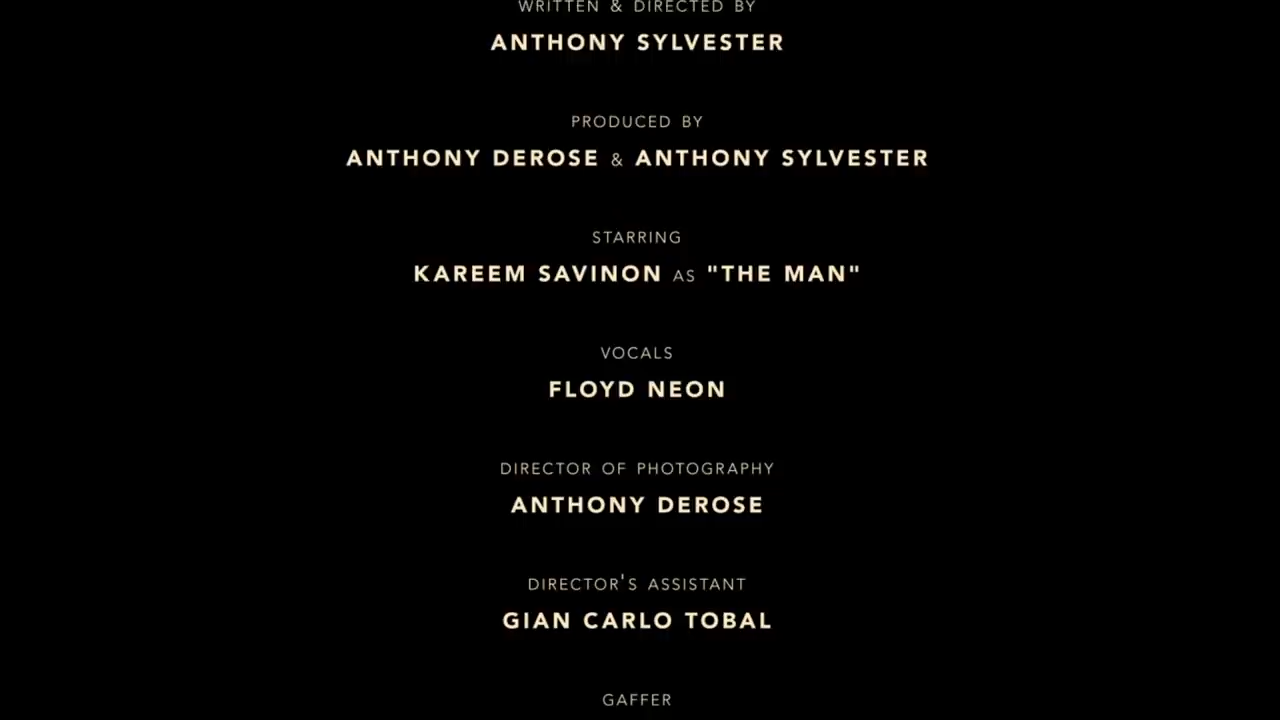 WRITTEN & DIRECTED BY
ANTHONY SYLVESTER
PRODUCED BY
ANTHONY DEROSE & ANTHONY SYLVESTER
STARRING
KAREEM SAVINON AS "THE MAN"
VOCALS
FLOYD NEON
DIRECTOR OF PHOTOGRAPHY
ANTHONY DEROSE
DIRECTOR'S ASSISTANT
GIAN CARLO TOBAL
GAFFER